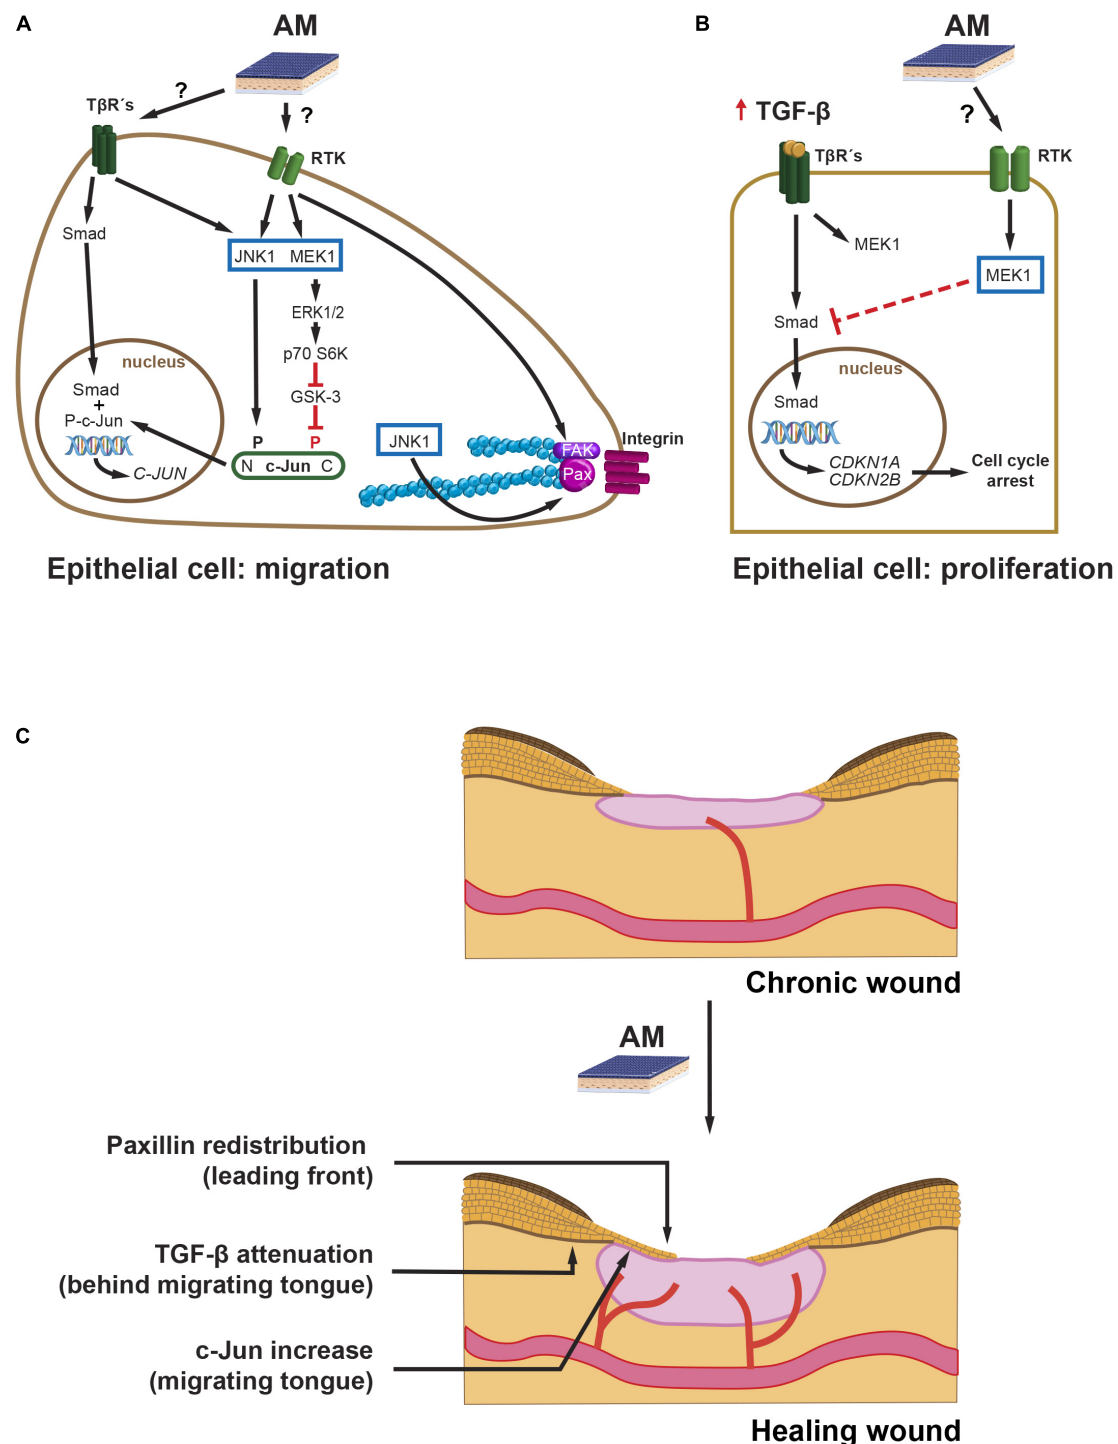 A
AM
?
?
TβR´s
RTK
Smad
JNK1 MEK1
ERK1/2
p70 S6K
GSK-3
nucleus
Smad
+
P-c-Jun
C-JUN
P
P
N c-Jun C
JNK1
FAK
Pax
Integrin
Epithelial cell: migration
B
AM
?
TGF-β
TβR´s
RTK
MEK1
MEK1
Smad
nucleus
Smad
CDKN1A
CDKN2B
Cell cycle
arrest
Epithelial cell: proliferation
C
Chronic wound
AM
Paxillin redistribution
(leading front)
TGF-β attenuation
(behind migrating tongue)
c-Jun increase
(migrating tongue)
Healing wound